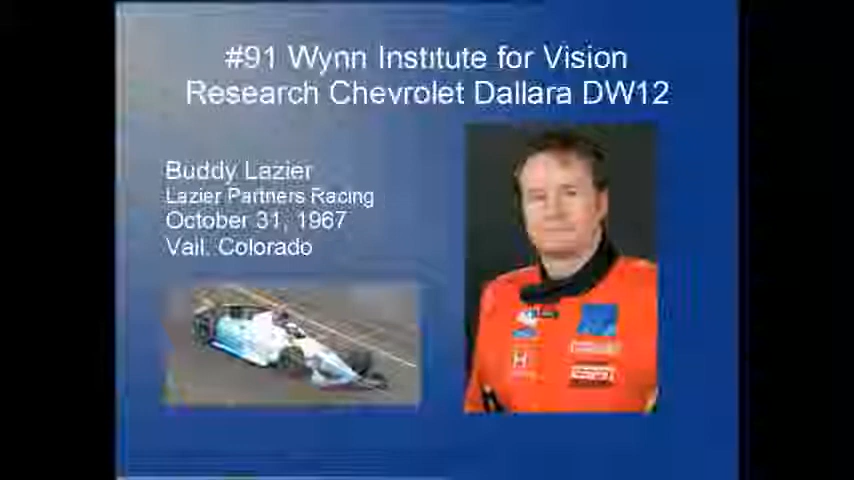 #91 Wynn Institute for Vision
Research Chevrolet Dallara DW12
Buddy Lazier
Lazier Partners Racing
October 31, 1967
Vail, Colorado
ESPN